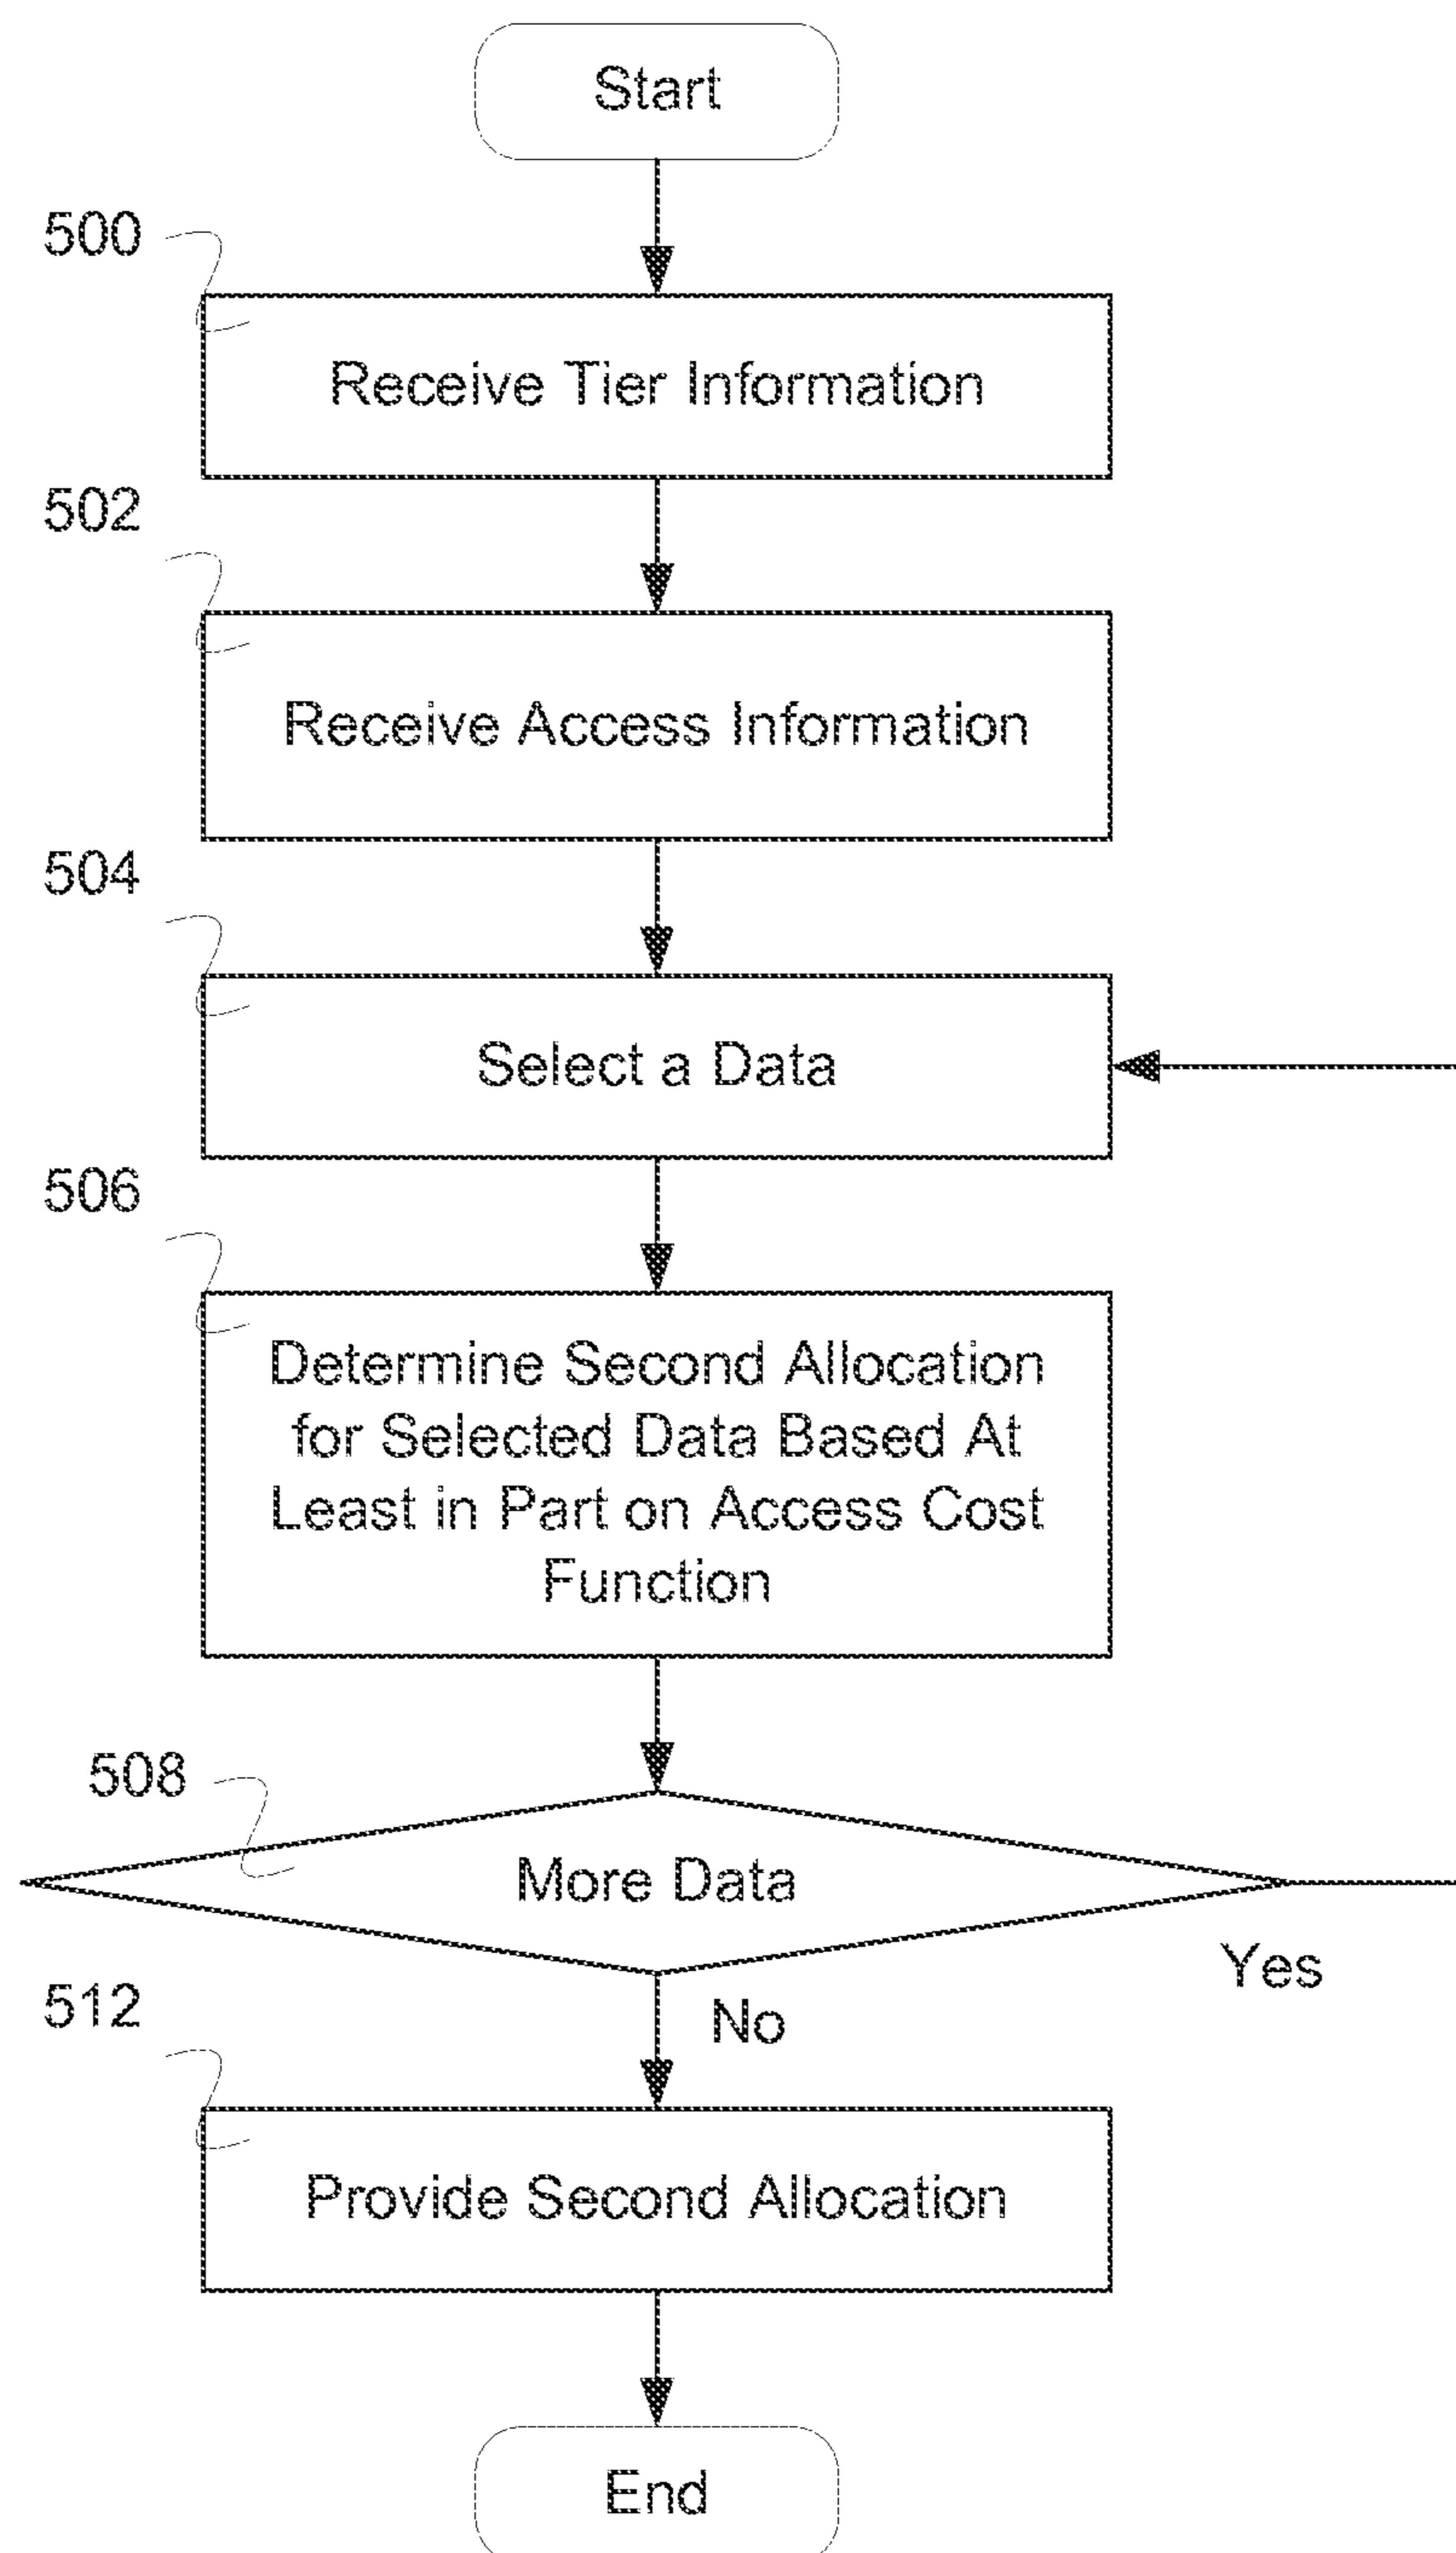 Start
500
Receive Tier Information
502
Receive Access Information
504
Select a Data
506
Determine Second Allocation
for Selected Data Based At
Least in Part on Access Cost
Function
508
More Data
Yes
No
512
Provide Second Allocation
End